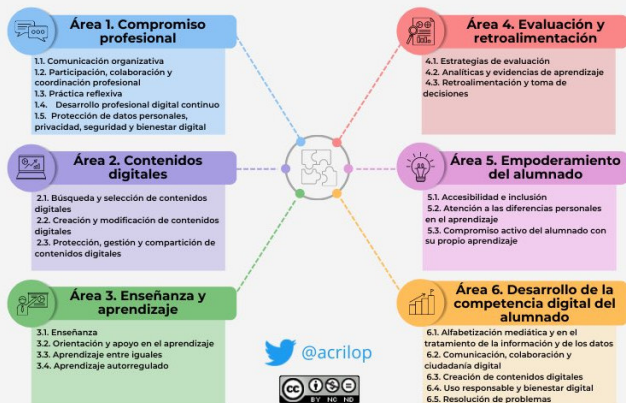 Área 1. Compromiso
profesional
1.1. Comunicación organizativa
1.2. Participación, colaboración y
coordinación profesional
1.3. Práctica reflexiva
1.4. Desarrollo profesional digital continuo
1.5. Protección de datos personales,
privacidad, seguridad y bienestar digital
Área 2. Contenidos
digitales
2.1. Búsqueda y selección de contenidos
digitales
2.2. Creación y modificación de contenidos
digitales
2.3. Protección, gestión y compartición de
contenidos digitales
Área 3. Enseñanza y
aprendizaje
3.1. Enseñanza
3.2. Orientación y apoyo en el aprendizaje
3.3. Aprendizaje entre iguales
3.4. Aprendizaje autorregulado
Área 4. Evaluación y
retroalimentación
4.1. Estrategias de evaluación
4.2. Analíticas y evidencias de aprendizaje
4.3. Retroalimentación y toma de
decisiones
Área 5. Empoderamiento
del alumnado
5.1. Accesibilidad e inclusión
5.2. Atención a las diferencias personales
en el aprendizaje
5.3. Compromiso activo del alumnado con
su propio aprendizaje
Área 6. Desarrollo de la
competencia digital del
alumnado
6.1. Alfabetización mediática y en el
tratamiento de la información y de los datos
6.2. Comunicación, colaboración y
ciudadanía digital
6.3. Creación de contenidos digitales
6.4. Uso responsable y bienestar digital
6.5. Resolución de problemas
@acrilop
cc
BY NC ND